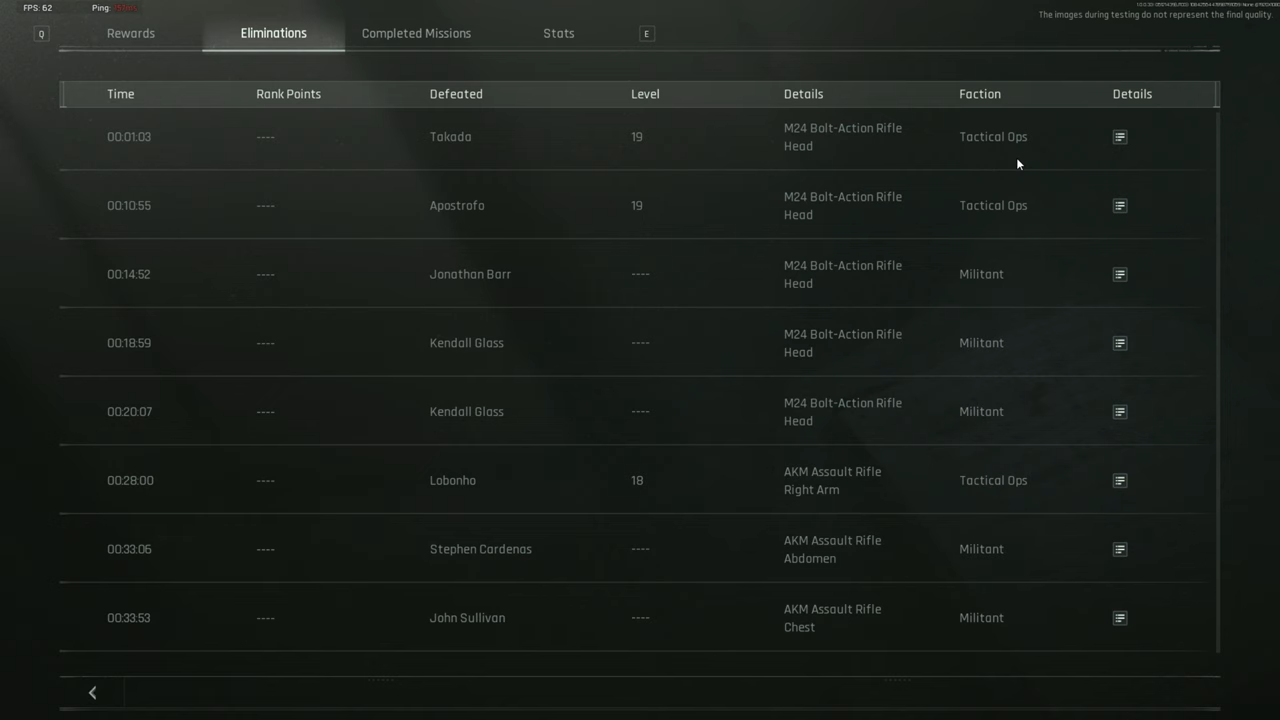 FPS: 62 Ping:
The images during testing do not represent the final quality.
Q Rewards Eliminations Completed Missions Stats E
Time Rank Points Defeated Level Details Faction Details
00:01:03 ---- Takada 19 M24 Bolt-Action Rifle Head Tactical Ops
00:10:55 ---- Apastrofo 19 M24 Bolt-Action Rifle Head Tactical Ops
00:14:52 ---- Jonathan Barr ---- M24 Bolt-Action Rifle Head Militant
00:18:59 ---- Kendall Glass ---- M24 Bolt-Action Rifle Head Militant
00:20:07 ---- Kendall Glass ---- M24 Bolt-Action Rifle Head Militant
00:28:00 ---- Lobonho 18 AKM Assault Rifle Right Arm Tactical Ops
00:33:06 ---- Stephen Cardenas ---- AKM Assault Rifle Abdomen Militant
00:33:53 ---- John Sullivan ---- AKM Assault Rifle Chest Militant